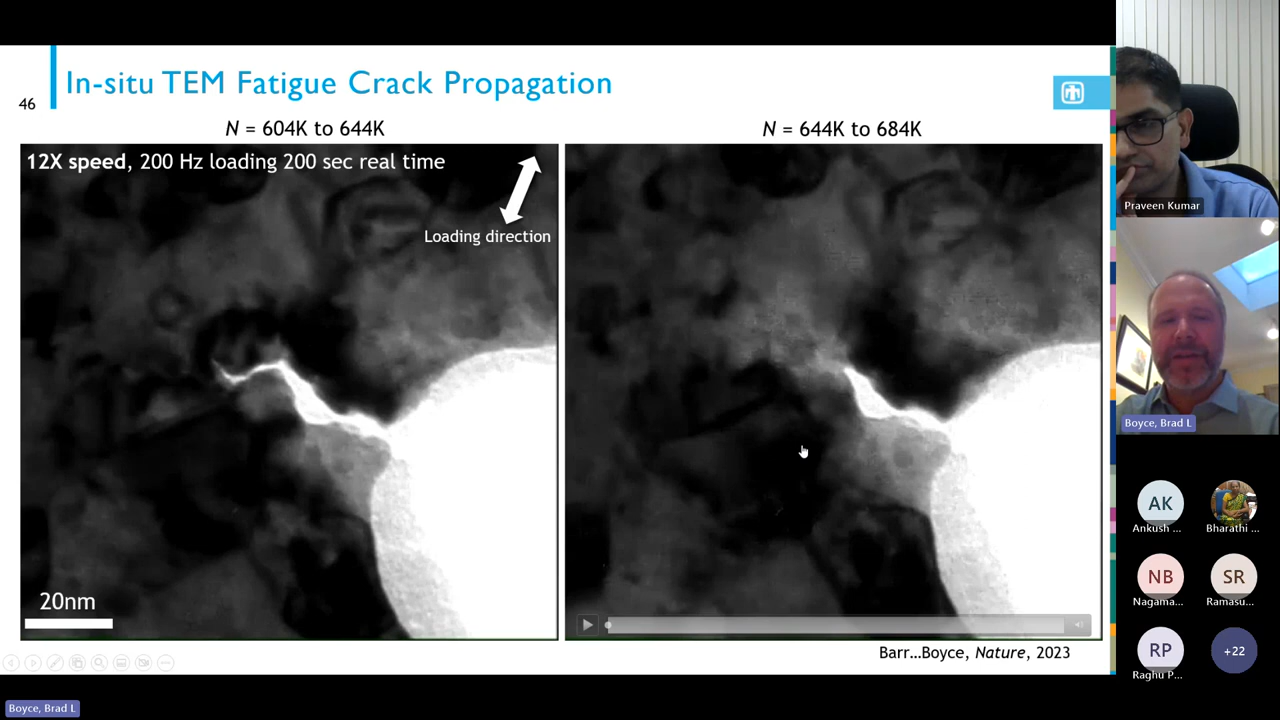 In-situ TEM Fatigue Crack Propagation
46
N = 604K to 644K
N = 644K to 684K
12X speed, 200 Hz loading 200 sec real time
Loading direction
20nm
Barr...Boyce, Nature, 2023
Praveen Kumar
Boyce, Brad L
AK
Ankush ...
Bharathi ...
NB
Nagama...
SR
Ramasu...
RP
Raghu P...
+22
Boyce, Brad L